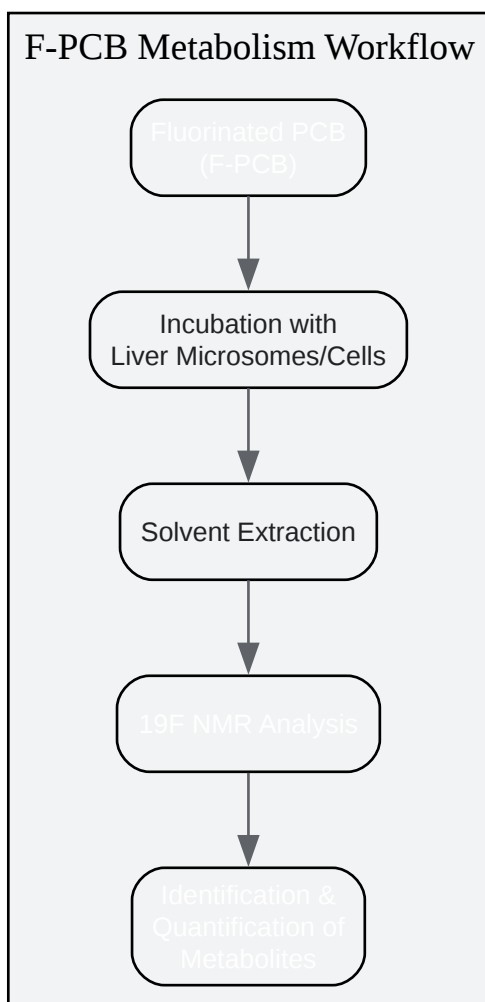 F-PCB Metabolism Workflow
Fluorinated PCB
(F-PCB)
Incubation with
Liver Microsomes/Cells
Solvent Extraction
19F NMR Analysis
Identification &
Quantification of
Metabolites